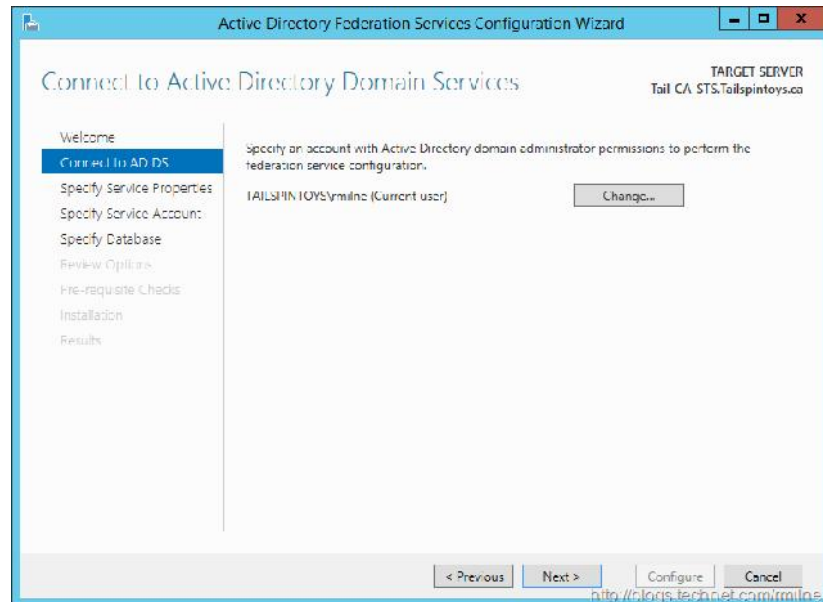 Active Directory Federation Services Configuration Wizard
Connect to Active Directory Domain Services
TARGET SERVER
Tail-CA-STS.Tailspintoys.ca
Welcome
Connect to AD DS
Specify Service Properties
Specify Service Account
Specify Database
Review Options
Pre-requisite Checks
Installation
Results
Specify an account with Active Directory domain administrator permissions to perform the
federation service configuration.
TAILSPINTOYS\rmilne (Current user)
Change...
< Previous
Next >
Configure
Cancel
http://blogs.technet.com/rmilne